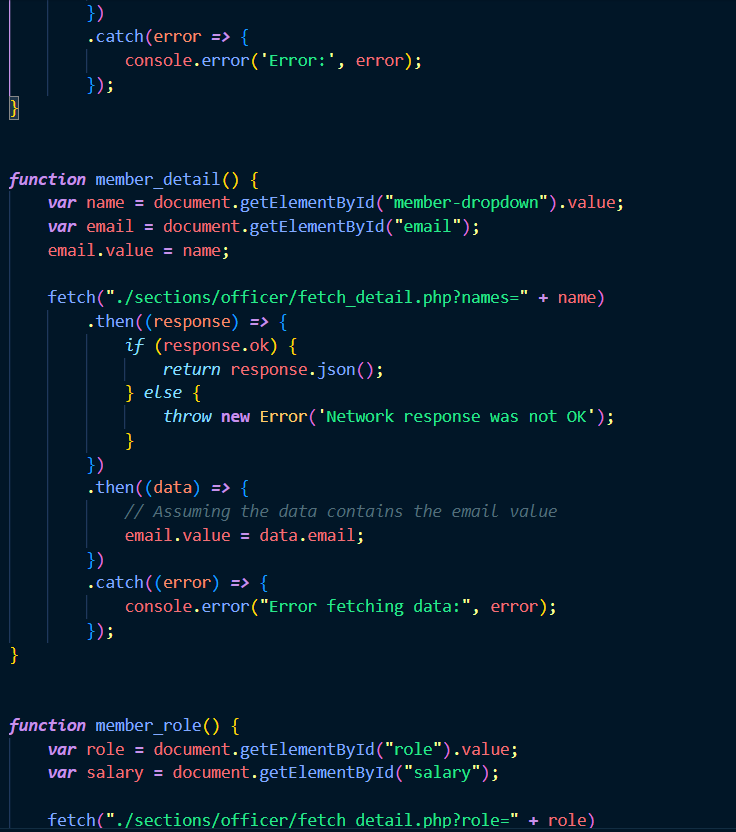 })
.catch(error => {
console.error('Error:', error);
});
}
function member_detail() {
var name = document.getElementById("member-dropdown").value;
var email = document.getElementById("email");
email.value = name;
fetch("./sections/officer/fetch_detail.php?names=" + name)
.then((response) => {
if (response.ok) {
return response.json();
} else {
throw new Error('Network response was not OK');
}
})
.then((data) => {
// Assuming the data contains the email value
email.value = data.email;
})
.catch((error) => {
console.error("Error fetching data:", error);
});
}
function member_role() {
var role = document.getElementById("role").value;
var salary = document.getElementById("salary");
fetch("./sections/officer/fetch_detail.php?role=" + role)